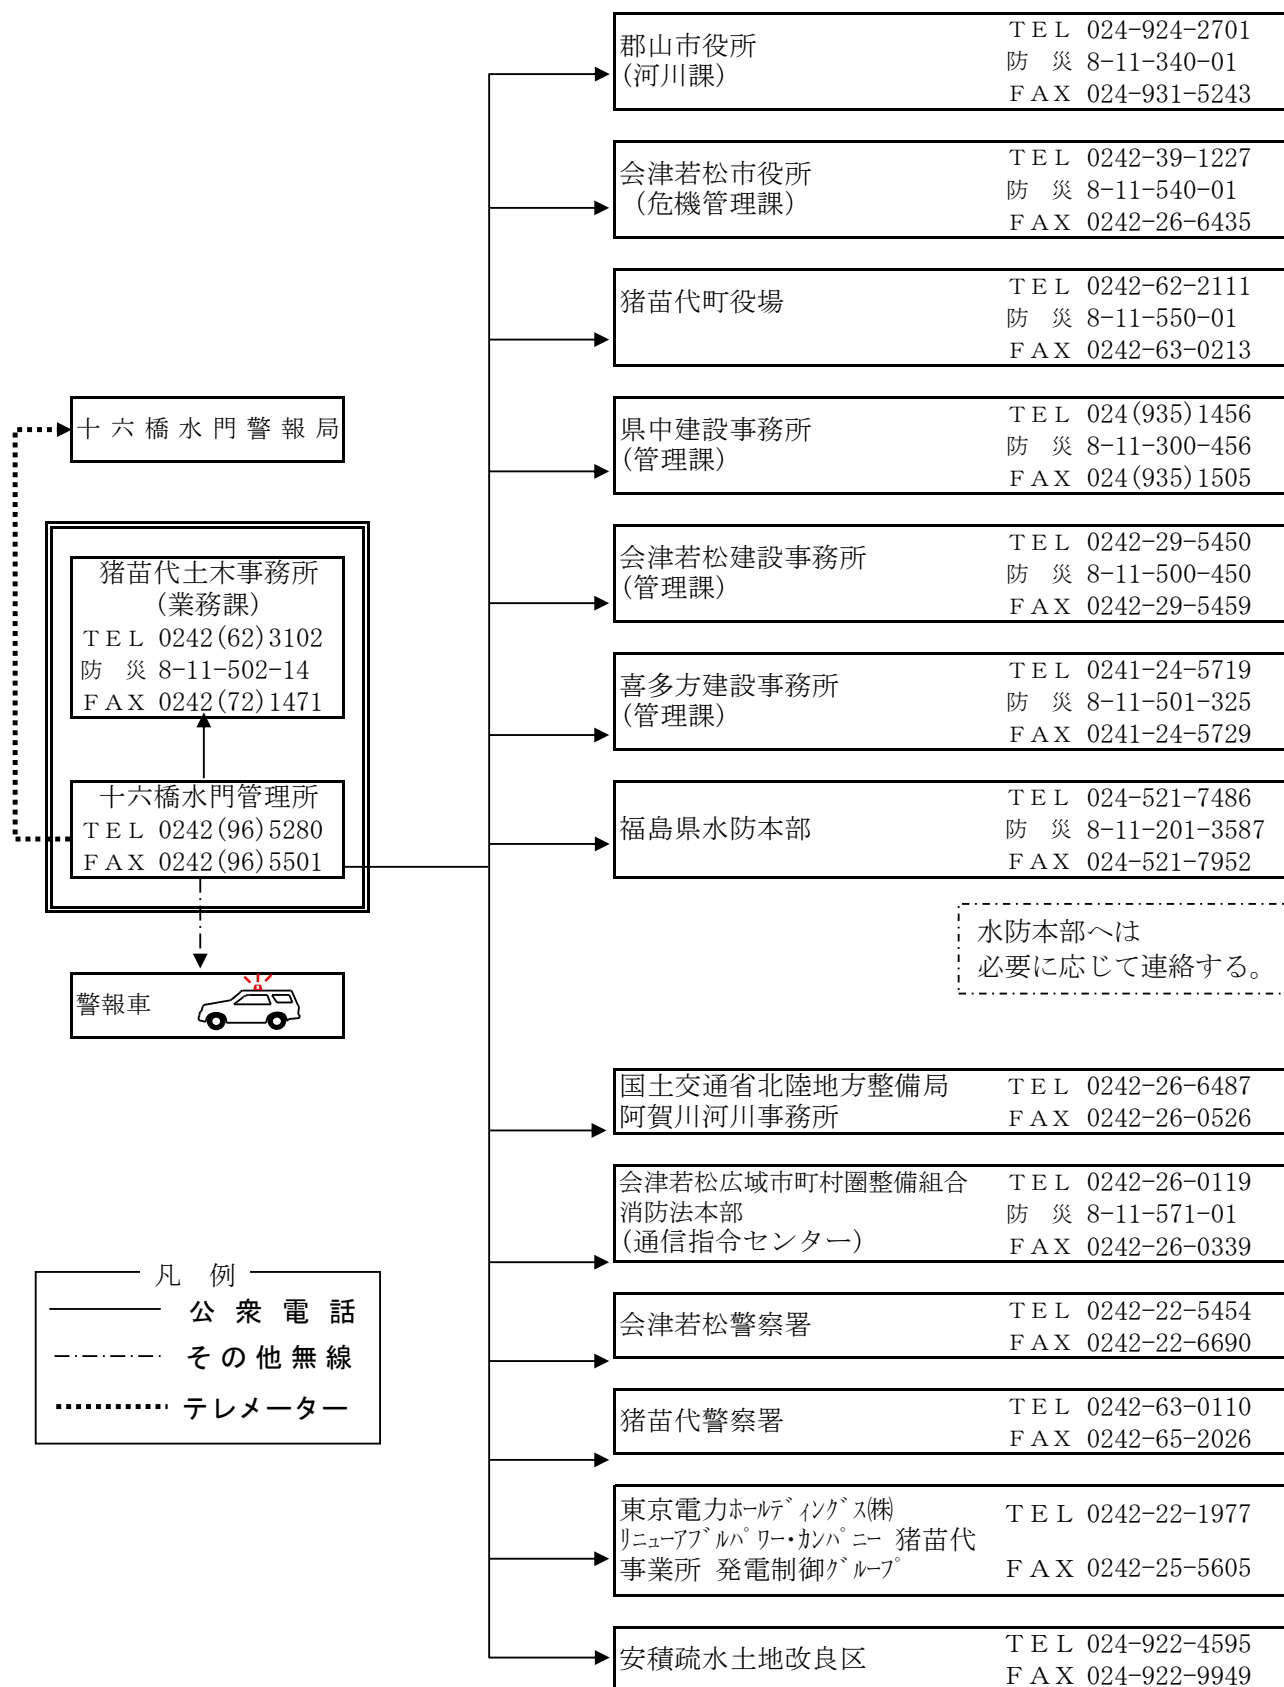 郡山市役所
(河川課)
ＴＥＬ 024-924-2701
防　災 8-11-340-01
ＦＡＸ 024-931-5243
会津若松市役所
（危機管理課）
ＴＥＬ 0242-39-1227
防　災 8-11-540-01
ＦＡＸ 0242-26-6435
猪苗代町役場
ＴＥＬ 0242-62-2111
防　災 8-11-550-01
ＦＡＸ 0242-63-0213
県中建設事務所
(管理課)
ＴＥＬ 024(935)1456
防　災 8-11-300-456
ＦＡＸ 024(935)1505
会津若松建設事務所
(管理課)
ＴＥＬ 0242-29-5450
防　災 8-11-500-450
ＦＡＸ 0242-29-5459
喜多方建設事務所
(管理課)
ＴＥＬ 0241-24-5719
防　災 8-11-501-325
ＦＡＸ 0241-24-5729
福島県水防本部
ＴＥＬ 024-521-7486
防　災 8-11-201-3587
ＦＡＸ 024-521-7952
水防本部へは
必要に応じて連絡する。
十六橋水門警報局
猪苗代土木事務所
(業務課)
ＴＥＬ 0242(62)3102
防　災 8-11-502-14
ＦＡＸ 0242(72)1471
十六橋水門管理所
ＴＥＬ 0242(96)5280
ＦＡＸ 0242(96)5501
警報車
国土交通省北陸地方整備局
阿賀川河川事務所
ＴＥＬ 0242-26-6487
ＦＡＸ 0242-26-0526
会津若松広域市町村圏整備組合
消防法本部
(通信指令センター)
ＴＥＬ 0242-26-0119
防　災 8-11-571-01
ＦＡＸ 0242-26-0339
会津若松警察署
ＴＥＬ 0242-22-5454
ＦＡＸ 0242-22-6690
猪苗代警察署
ＴＥＬ 0242-63-0110
ＦＡＸ 0242-65-2026
東京電力ﾎｰﾙﾃﾞｨﾝｸﾞｽ㈱
ﾘﾆｭｰｱﾌﾞﾙﾊﾟﾜｰ・ｶﾝﾊﾟﾆｰ 猪苗代
事業所 発電制御ｸﾞﾙｰﾌﾟ
ＴＥＬ 0242-22-1977
ＦＡＸ 0242-25-5605
安積疏水土地改良区
ＴＥＬ 024-922-4595
ＦＡＸ 024-922-9949
凡　例
公衆電話
その他無線
テレメーター